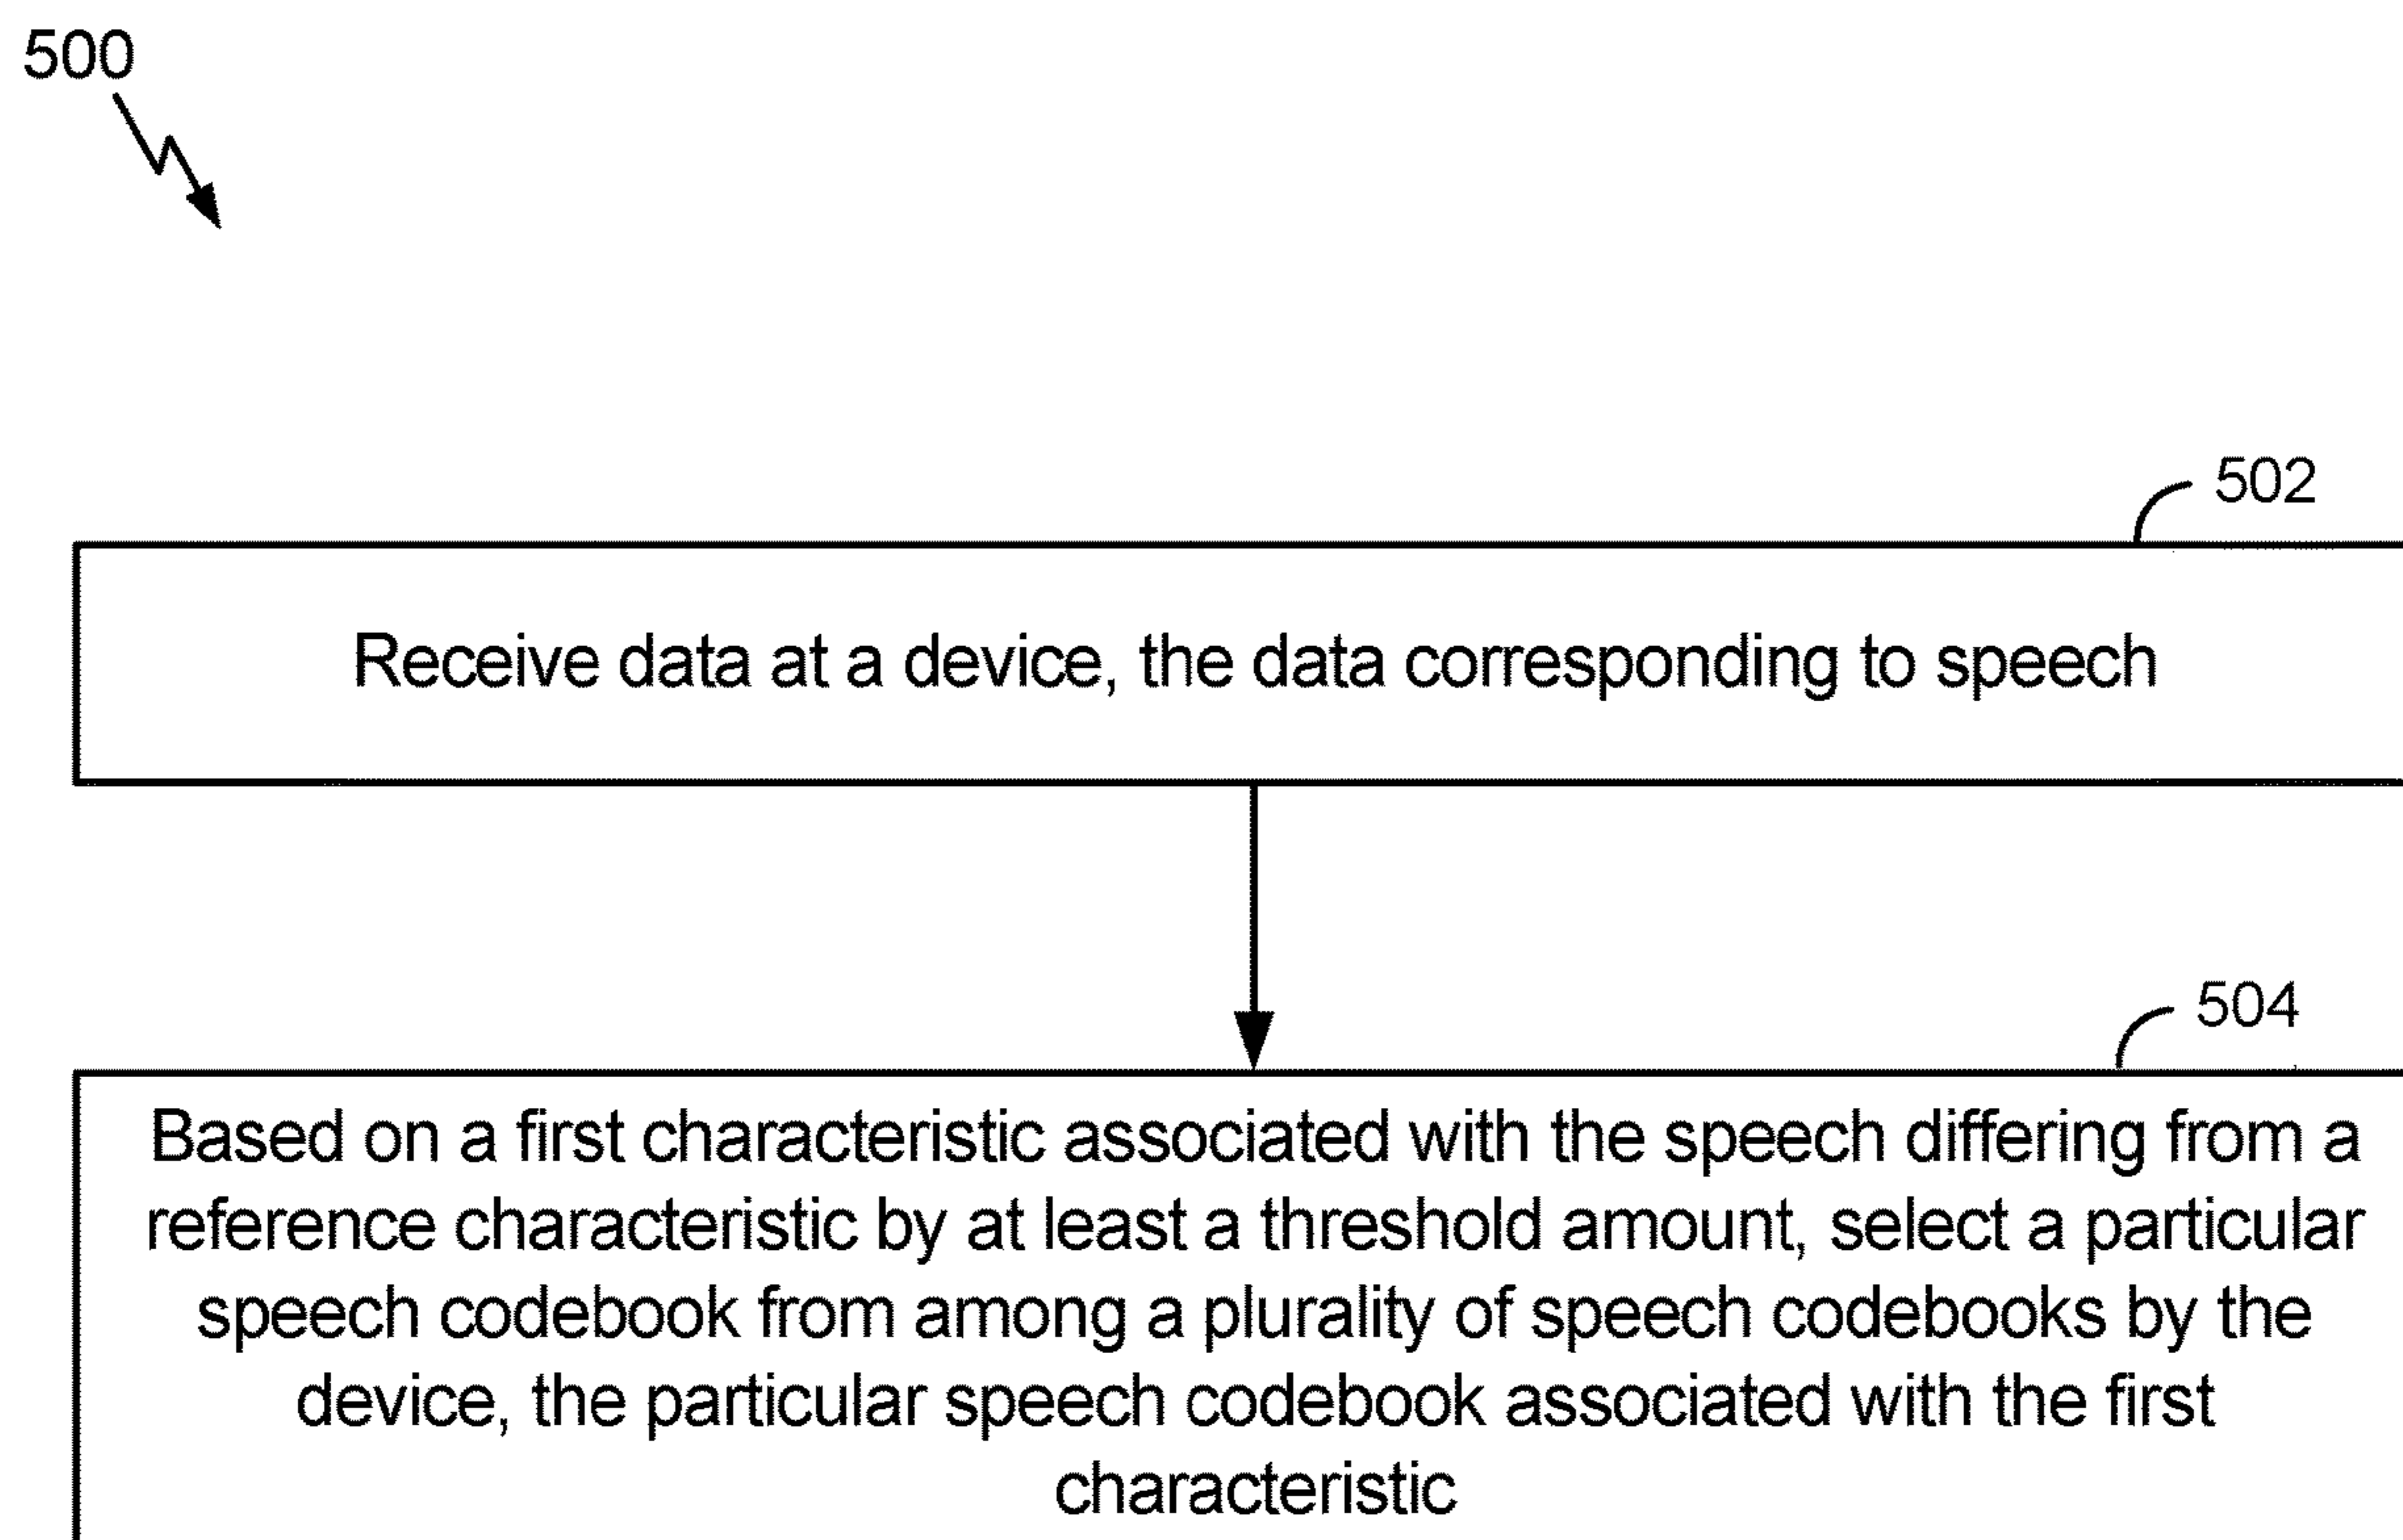 500
502
Receive data at a device, the data corresponding to speech
504
Based on a first characteristic associated with the speech differing from a
reference characteristic by at least a threshold amount, select a particular
speech codebook from among a plurality of speech codebooks by the
device, the particular speech codebook associated with the first
characteristic